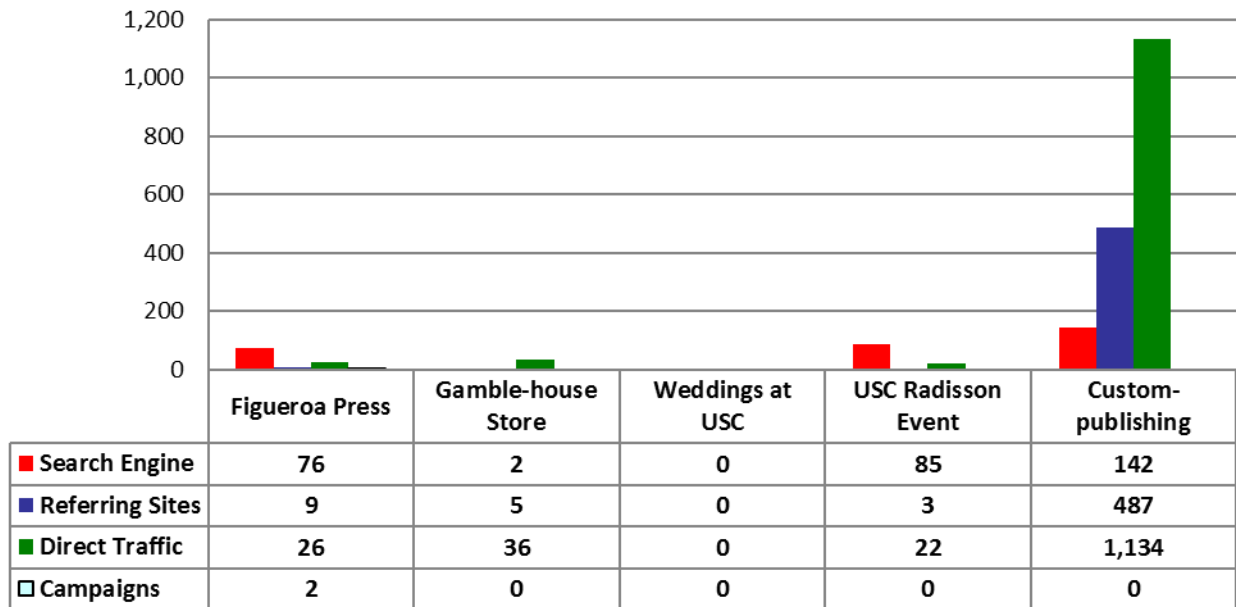 1,200
1,000
800
600
400
200
0
Figueroa Press
Gamble-house
Store
Weddings at
USC
USC Radisson
Event
Custom-
publishing
Search Engine 76 2 0 85 142
Referring Sites 9 5 0 3 487
Direct Traffic 26 36 0 22 1,134
Campaigns 2 0 0 0 0